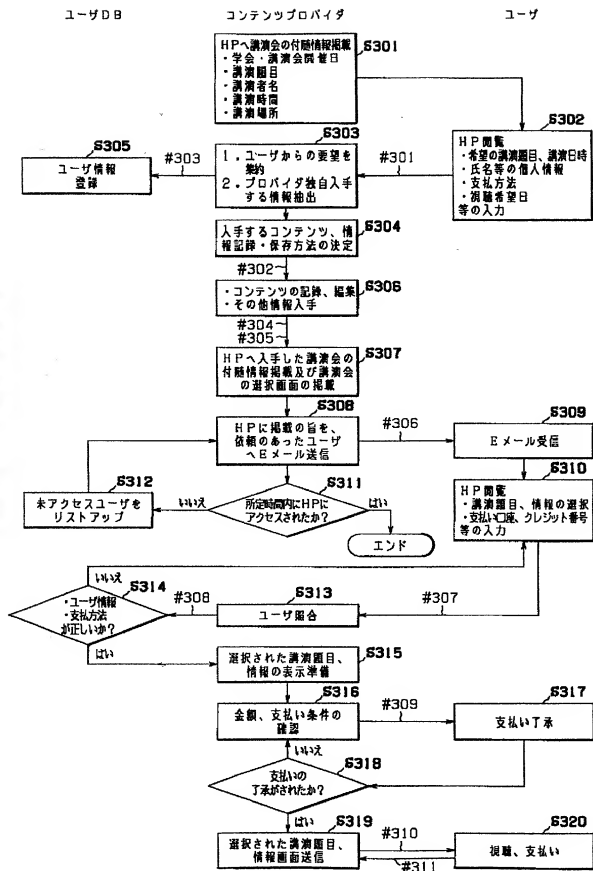 ユーザDB
コンテンツプロバイダ
ユーザ
S301
HPへ講演会の付随情報掲載
・学会・講演会開催日
・講演題目
・講演者名
・講演時間
・講演場所
S302
HP閲覧
・希望の講演題目、講演日時
・氏名等の個人情報
・支払方法
・視聴希望日
等の入力
#301
S303
1.ユーザからの要望を
集約
2.プロバイダ独自入手
する情報抽出
#303
S305
ユーザ情報
登録
S304
入手するコンテンツ、情
報記録・保存方法の決定
#302
S306
・コンテンツの記録、編集
・その他情報入手
#304
#305
S307
HPへ入手した講演会の
付随情報掲載及び講演会
の選択画面の掲載
S308
HPに掲載の旨を、
依頼のあったユーザ
へEメール送信
#306
S309
Eメール受信
S310
HP閲覧
・講演題目、情報の選択
・支払い口座、クレジット番号
等の入力
S311
所定時間内にHPに
アクセスされたか?
いいえ
はい
エンド
S312
未アクセスユーザを
リストアップ
#307
S313
ユーザ照合
#308
S314
・ユーザ情報
・支払方法
が正しいか?
いいえ
はい
S315
選択された講演題目、
情報の表示準備
S316
金額、支払い条件の
確認
#309
S317
支払い了承
S318
支払いの
了承がされたか?
いいえ
はい
S319
選択された講演題目、
情報画面送信
#310
#311
S320
視聴、支払い